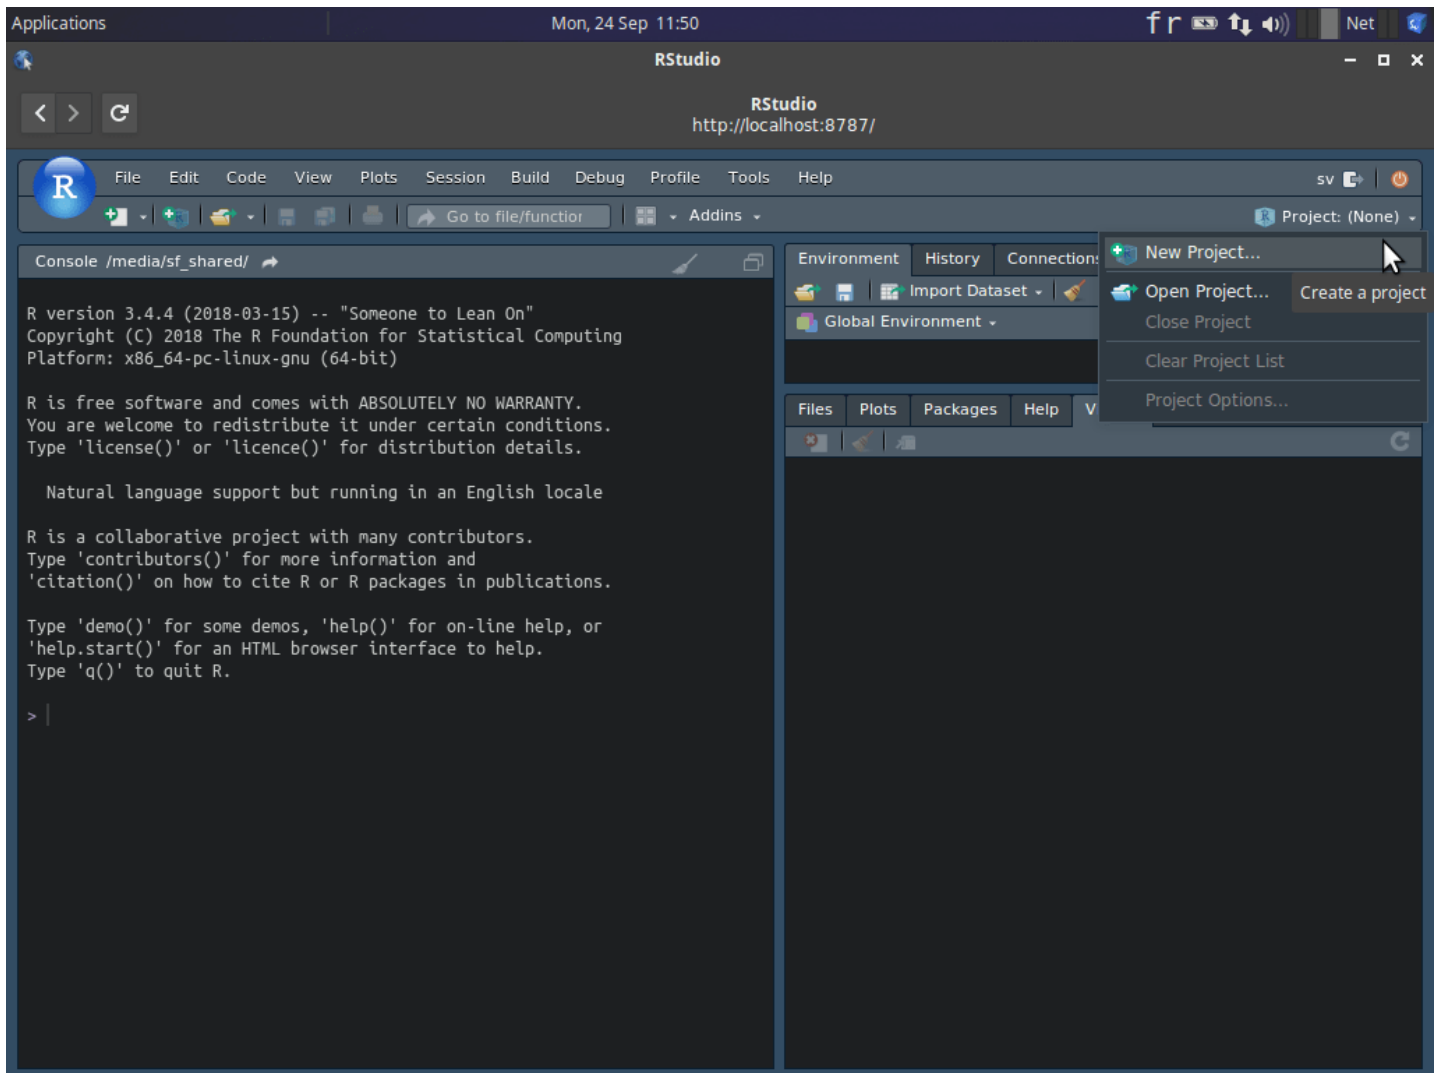 Applications Mon, 24 Sep 11:50 fr Net
RStudio
RStudio
http://localhost:8787/
R File Edit Code View Plots Session Build Debug Profile Tools Help sv
Go to file/function Addins R Project: (None)
Console /media/sf_shared/
Environment History Connections
New Project...
Import Dataset
Open Project...
Create a project
Global Environment
Close Project
Clear Project List
Project Options...
Files Plots Packages Help V
R version 3.4.4 (2018-03-15) -- "Someone to Lean On"
Copyright (C) 2018 The R Foundation for Statistical Computing
Platform: x86_64-pc-linux-gnu (64-bit)
R is free software and comes with ABSOLUTELY NO WARRANTY.
You are welcome to redistribute it under certain conditions.
Type 'license()' or 'licence()' for distribution details.
Natural language support but running in an English locale
R is a collaborative project with many contributors.
Type 'contributors()' for more information and
'citation()' on how to cite R or R packages in publications.
Type 'demo()' for some demos, 'help()' for on-line help, or
'help.start()' for an HTML browser interface to help.
Type 'q()' to quit R.
>